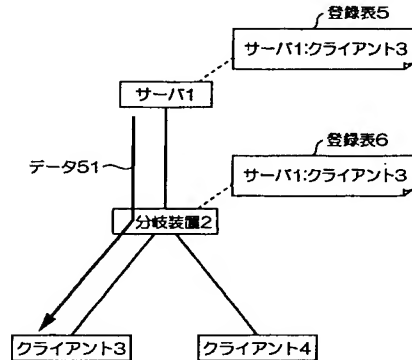 登録表5
サーバ1:クライアント3
サーバ1
登録表6
データ51
サーバ1:クライアント3
分岐装置2
クライアント3
クライアント4